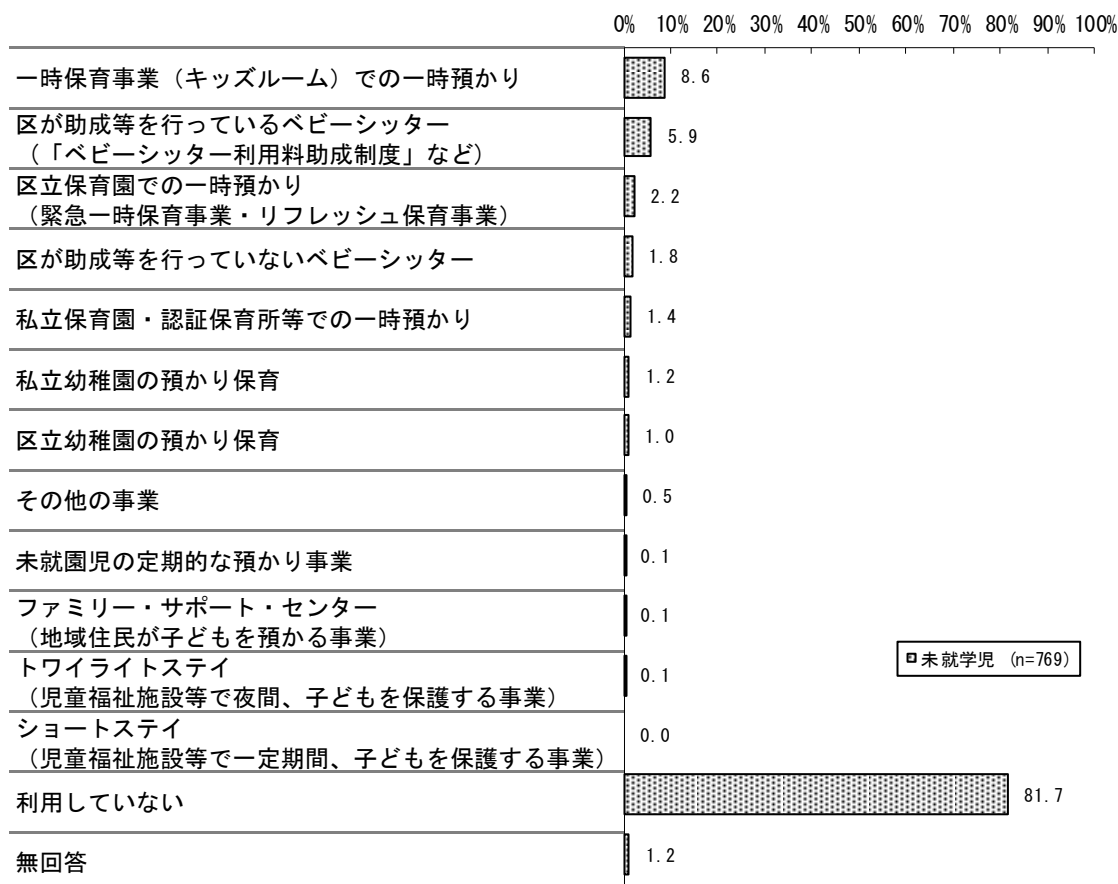 0% 10% 20% 30% 40% 50% 60% 70% 80% 90% 100%
一時保育事業（キッズルーム）での一時預かり 8.6
区が助成等を行っているベビーシッター
（「ベビーシッター利用料助成制度」など） 5.9
区立保育園での一時預かり
（緊急一時保育事業・リフレッシュ保育事業） 2.2
区が助成等を行っていないベビーシッター 1.8
私立保育園・認証保育所等での一時預かり 1.4
私立幼稚園の預かり保育 1.2
区立幼稚園の預かり保育 1.0
その他の事業 0.5
未就園児の定期的な預かり事業 0.1
ファミリー・サポート・センター
（地域住民が子どもを預かる事業） 0.1
未就学児 (n=769)
トワイライトステイ
（児童福祉施設等で夜間、子どもを保護する事業） 0.1
ショートステイ
（児童福祉施設等で一定期間、子どもを保護する事業） 0.0
利用していない 81.7
無回答 1.2